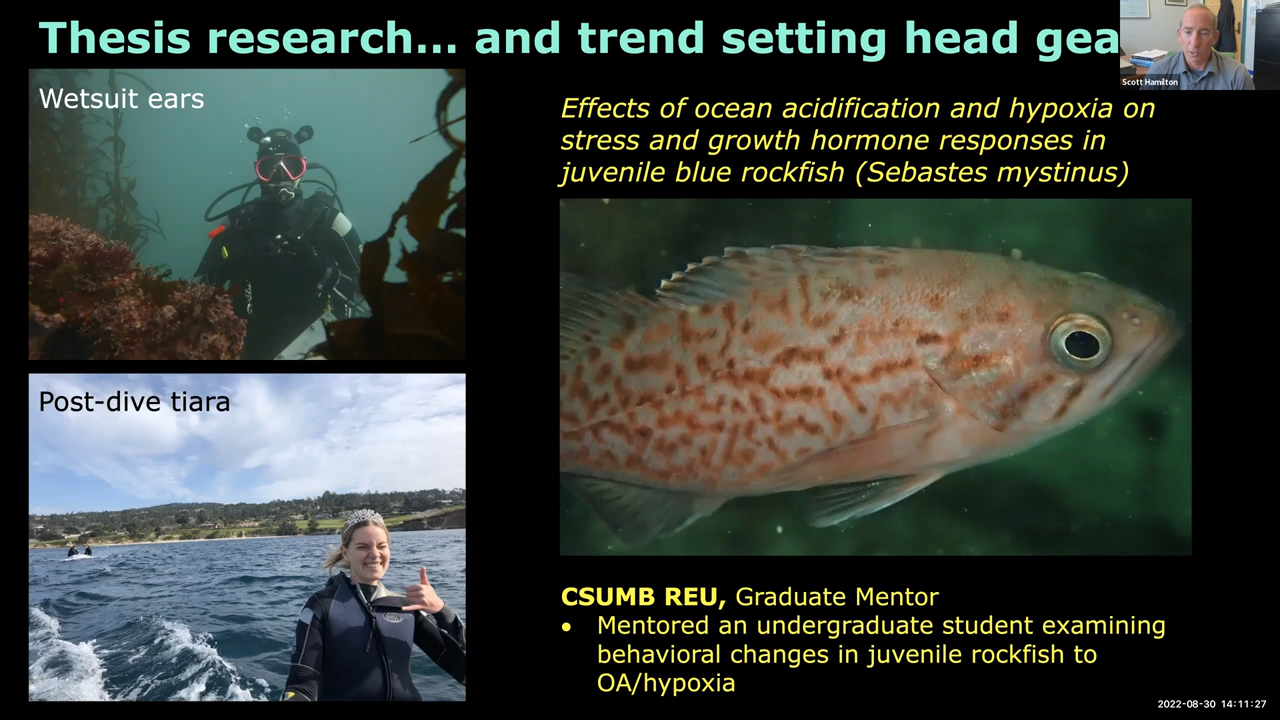 Thesis research... and trend setting head gea
Scott Hamilton
Wetsuit ears
Effects of ocean acidification and hypoxia on
stress and growth hormone responses in
juvenile blue rockfish (Sebastes mystinus)
Post-dive tiara
CSUMB REU, Graduate Mentor
• Mentored an undergraduate student examining
behavioral changes in juvenile rockfish to
OA/hypoxia
2022-08-30 14:11:27